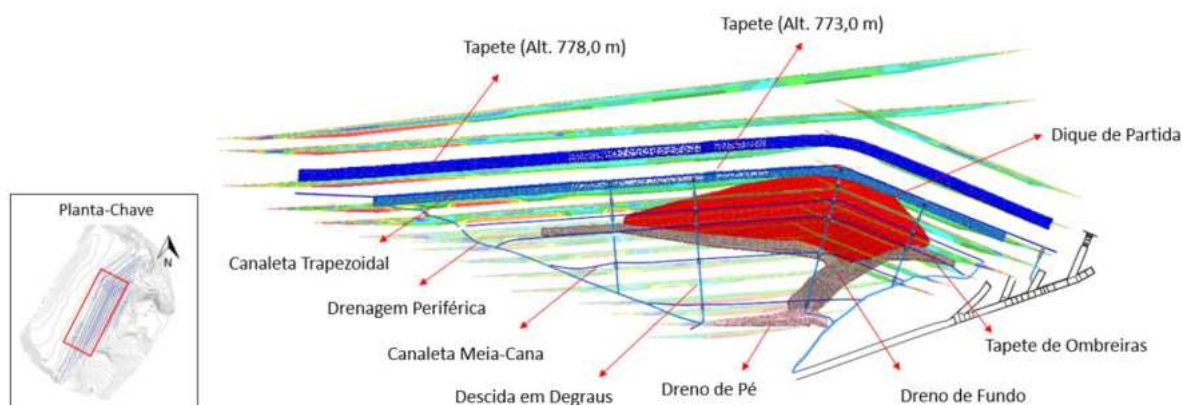 Tapete (Alt. 773,0 m)
Tapete (Alt. 778,0 m)
Dique de Partida
Planta-Chave
N
Canaleta Trapezoidal
Drenagem Periférica
Canaleta Meia-Cana
Tapete de Ombreiras
Descida em Degraus
Dreno de Pé
Dreno de Fundo